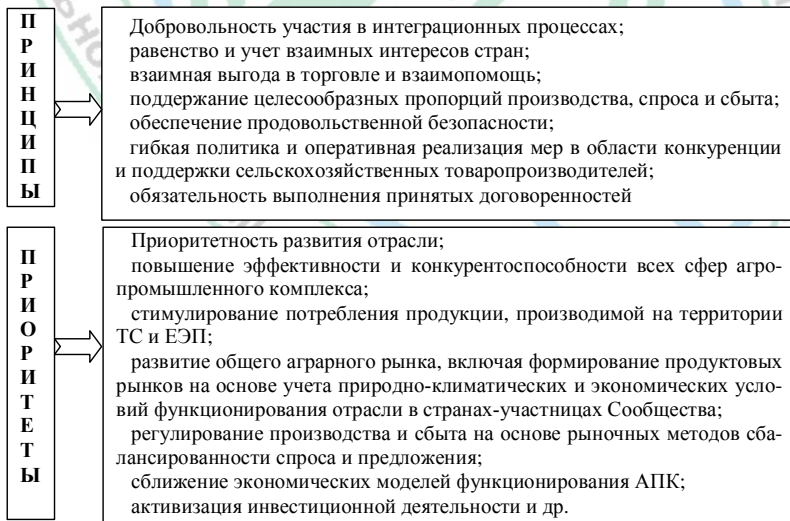 ПРИНЦИПЫ
Добровольность участия в интеграционных процессах;
равенство и учет взаимных интересов стран;
взаимная выгода в торговле и взаимопомощь;
поддержание целесообразных пропорций производства, спроса и сбыта;
обеспечение продовольственной безопасности;
гибкая политика и оперативная реализация мер в области конкуренции
и поддержки сельскохозяйственных товаропроизводителей;
обязательность выполнения принятых договоренностей
ПРИОРИТЕТЫ
Приоритетность развития отрасли;
повышение эффективности и конкурентоспособности всех сфер агро-
промышленного комплекса;
стимулирование потребления продукции, производимой на территории
ТС и ЕЭП;
развитие общего аграрного рынка, включая формирование продуктовых
рынков на основе учета природно-климатических и экономических усло-
вий функционирования отрасли в странах-участницах Сообщества;
регулирование производства и сбыта на основе рыночных методов сба-
лансированности спроса и предложения;
сближение экономических моделей функционирования АПК;
активизация инвестиционной деятельности и др.